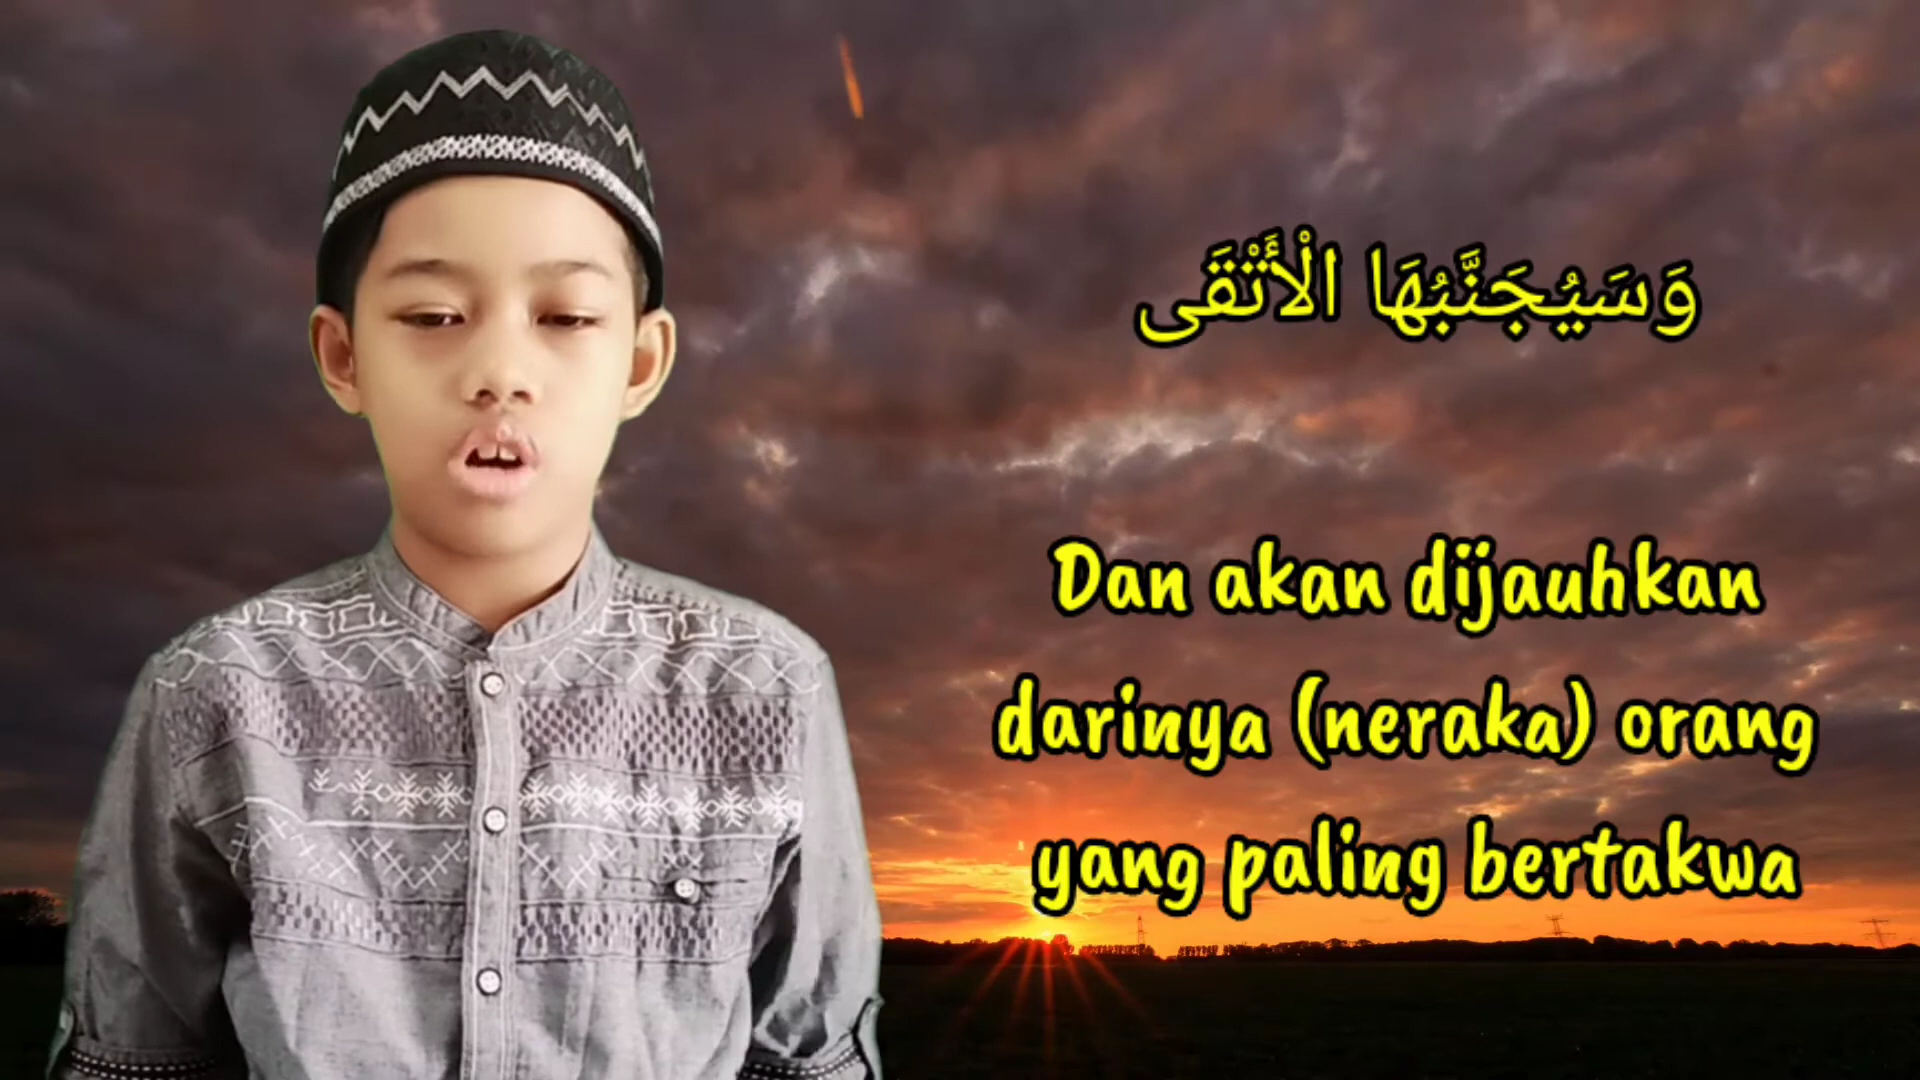 وَسَيُجَنَّبُهَا الْأَتْقَى
Dan akan dijauhkan
darinya (neraka) orang
yang paling bertakwa